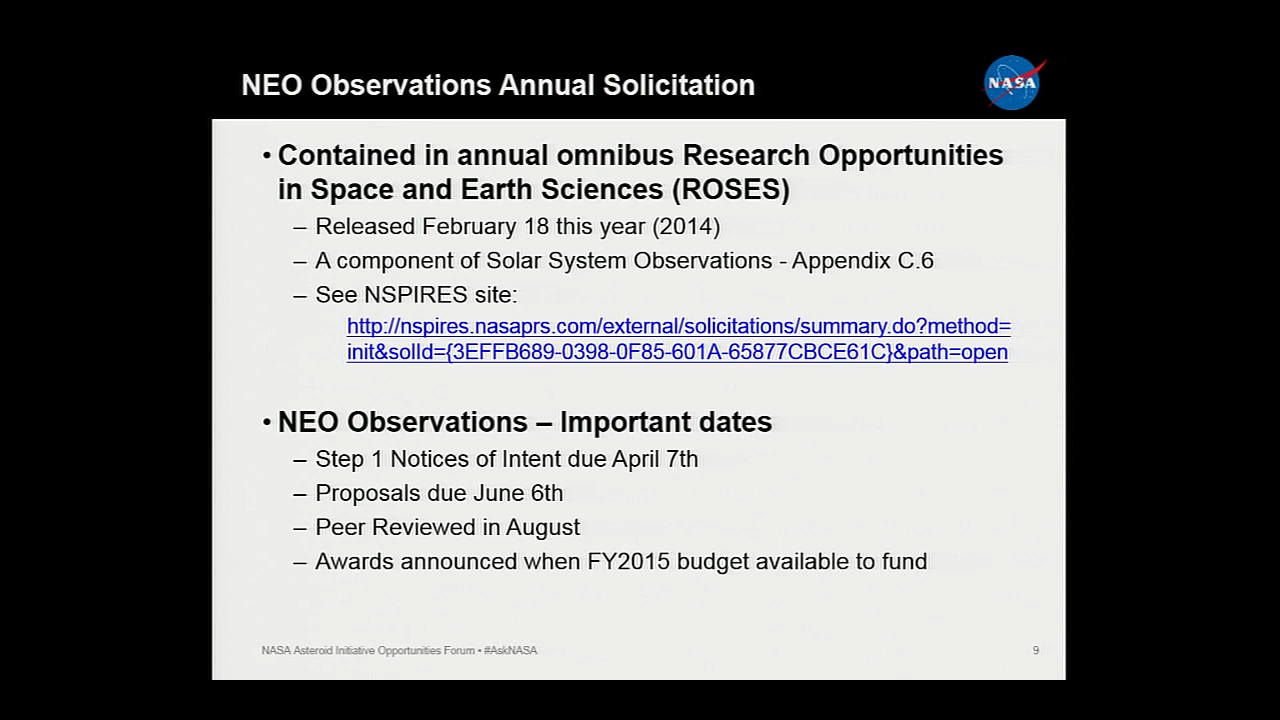 NEO Observations Annual Solicitation
NASA
• Contained in annual omnibus Research Opportunities
in Space and Earth Sciences (ROSES)
– Released February 18 this year (2014)
– A component of Solar System Observations - Appendix C.6
– See NSPIRES site:
http://nspires.nasaprs.com/external/solicitations/summary.do?method=
init&solId={3EFFB689-0398-0F85-601A-65877CBCE61C}&path=open
• NEO Observations – Important dates
– Step 1 Notices of Intent due April 7th
– Proposals due June 6th
– Peer Reviewed in August
– Awards announced when FY2015 budget available to fund
NASA Asteroid Initiative Opportunities Forum • #AskNASA
9